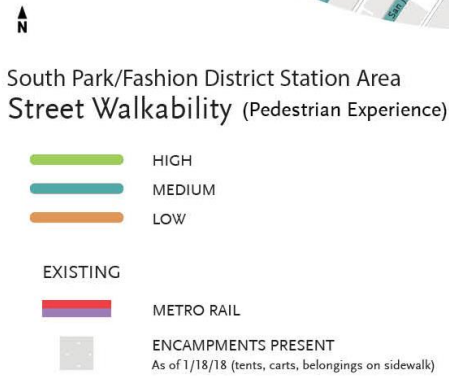 San
N
South Park/Fashion District Station Area
Street Walkability (Pedestrian Experience)
HIGH
MEDIUM
LOW
EXISTING
METRO RAIL
ENCAMPMENTS PRESENT
As of 1/18/18 (tents, carts, belongings on sidewalk)